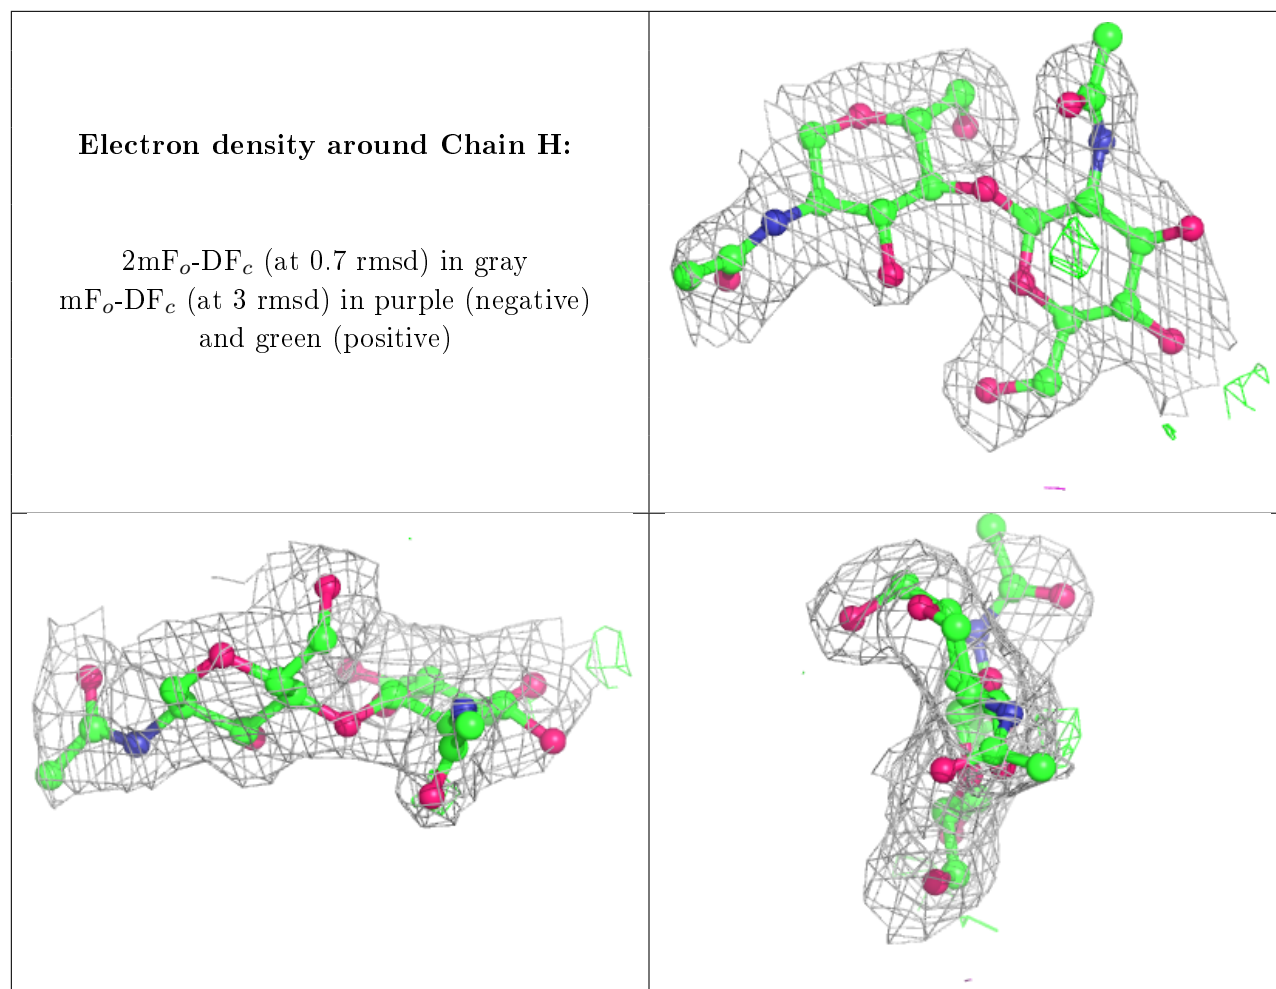 Electron density around Chain H:
2mFo-DFc (at 0.7 rmsd) in gray
mFo-DFc (at 3 rmsd) in purple (negative)
and green (positive)